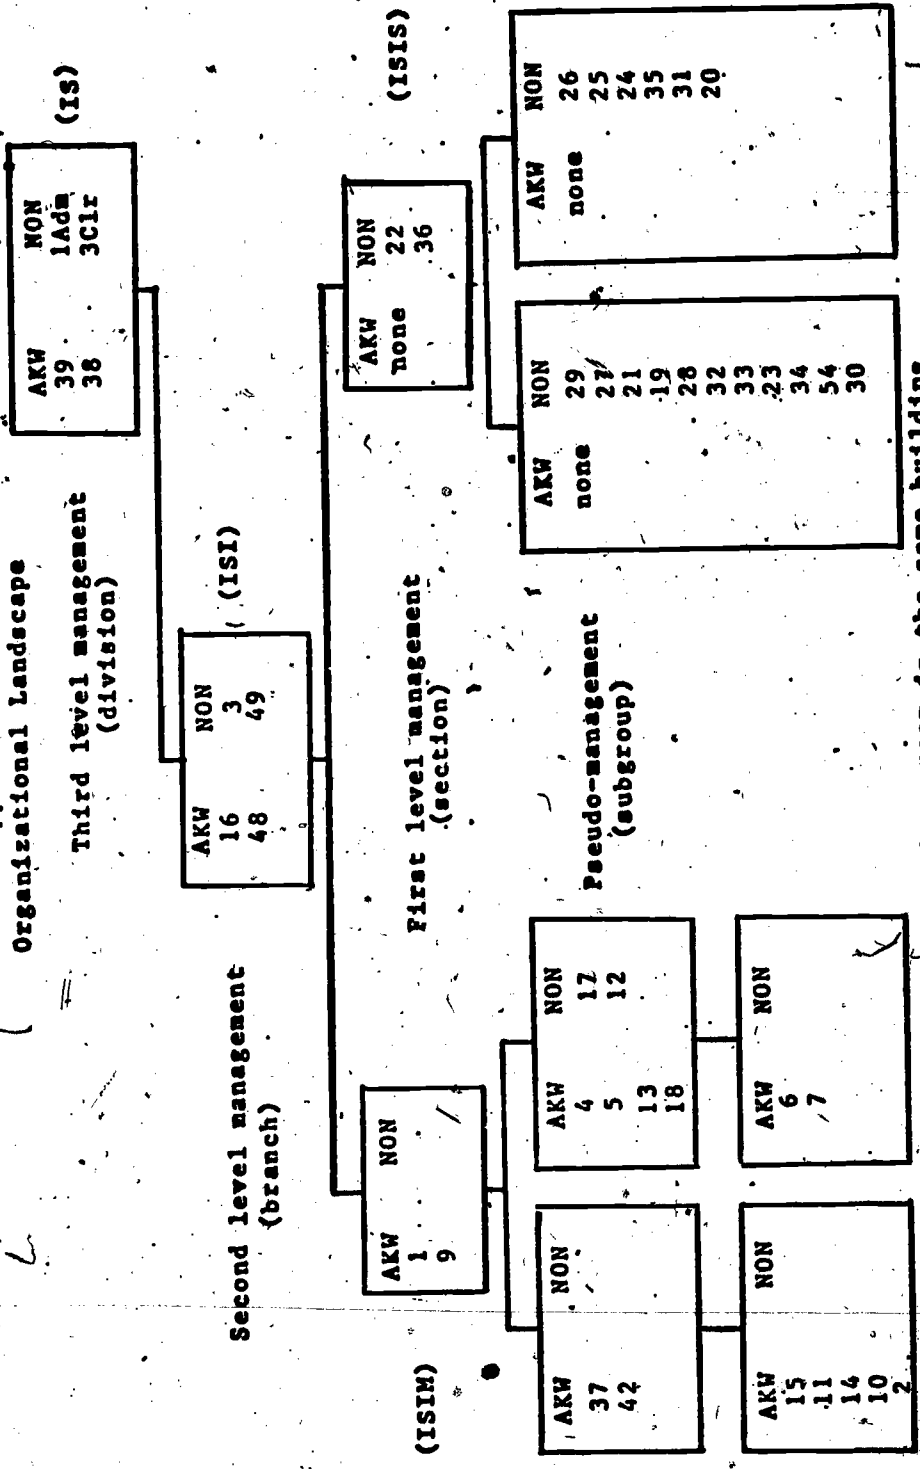 Organizational Landscape
Third level management
(division)
AKW NON
39 1Adm
38 3Clr
(IS)
Second level management
(branch)
AKW NON
16 3
48 49
(ISI)
First level management
(section)
(ISIM)
AKW NON
1
9
AKW NON
none 22
36
(ISIS)
Pseudo-management
(subgroup)
AKW NON
37
42
AKW NON
4 17
5 12
13
18
AKW NON
none 29
27
21
19
28
32
33
23
34
54
30
AKW NON
none 26
25
24
35
31
20
AKW NON
15
11
14
10
2
AKW NON
6
7
in the same building